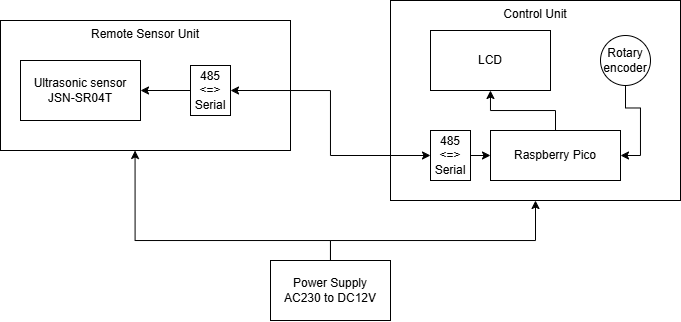 Remote Sensor Unit
Ultrasonic sensor
JSN-SR04T
485
<=>
Serial
Control Unit
LCD
Rotary
encoder
485
<=>
Serial
Raspberry Pico
Power Supply
AC230 to DC12V